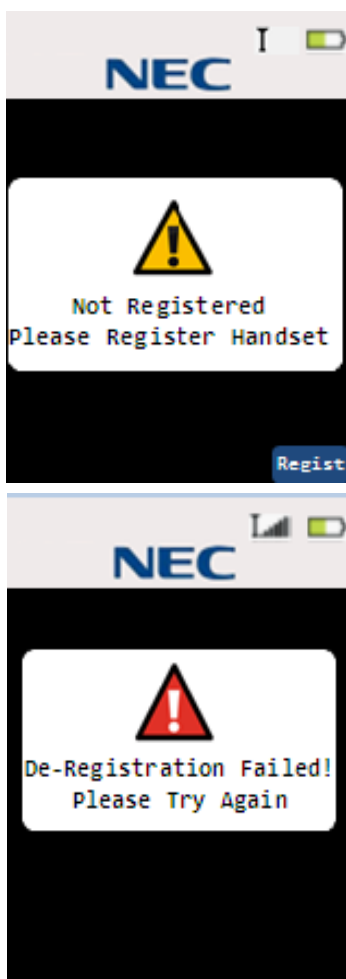 NEC
Not Registered
Please Register Handset
Regist
NEC
De-Registration Failed!
Please Try Again